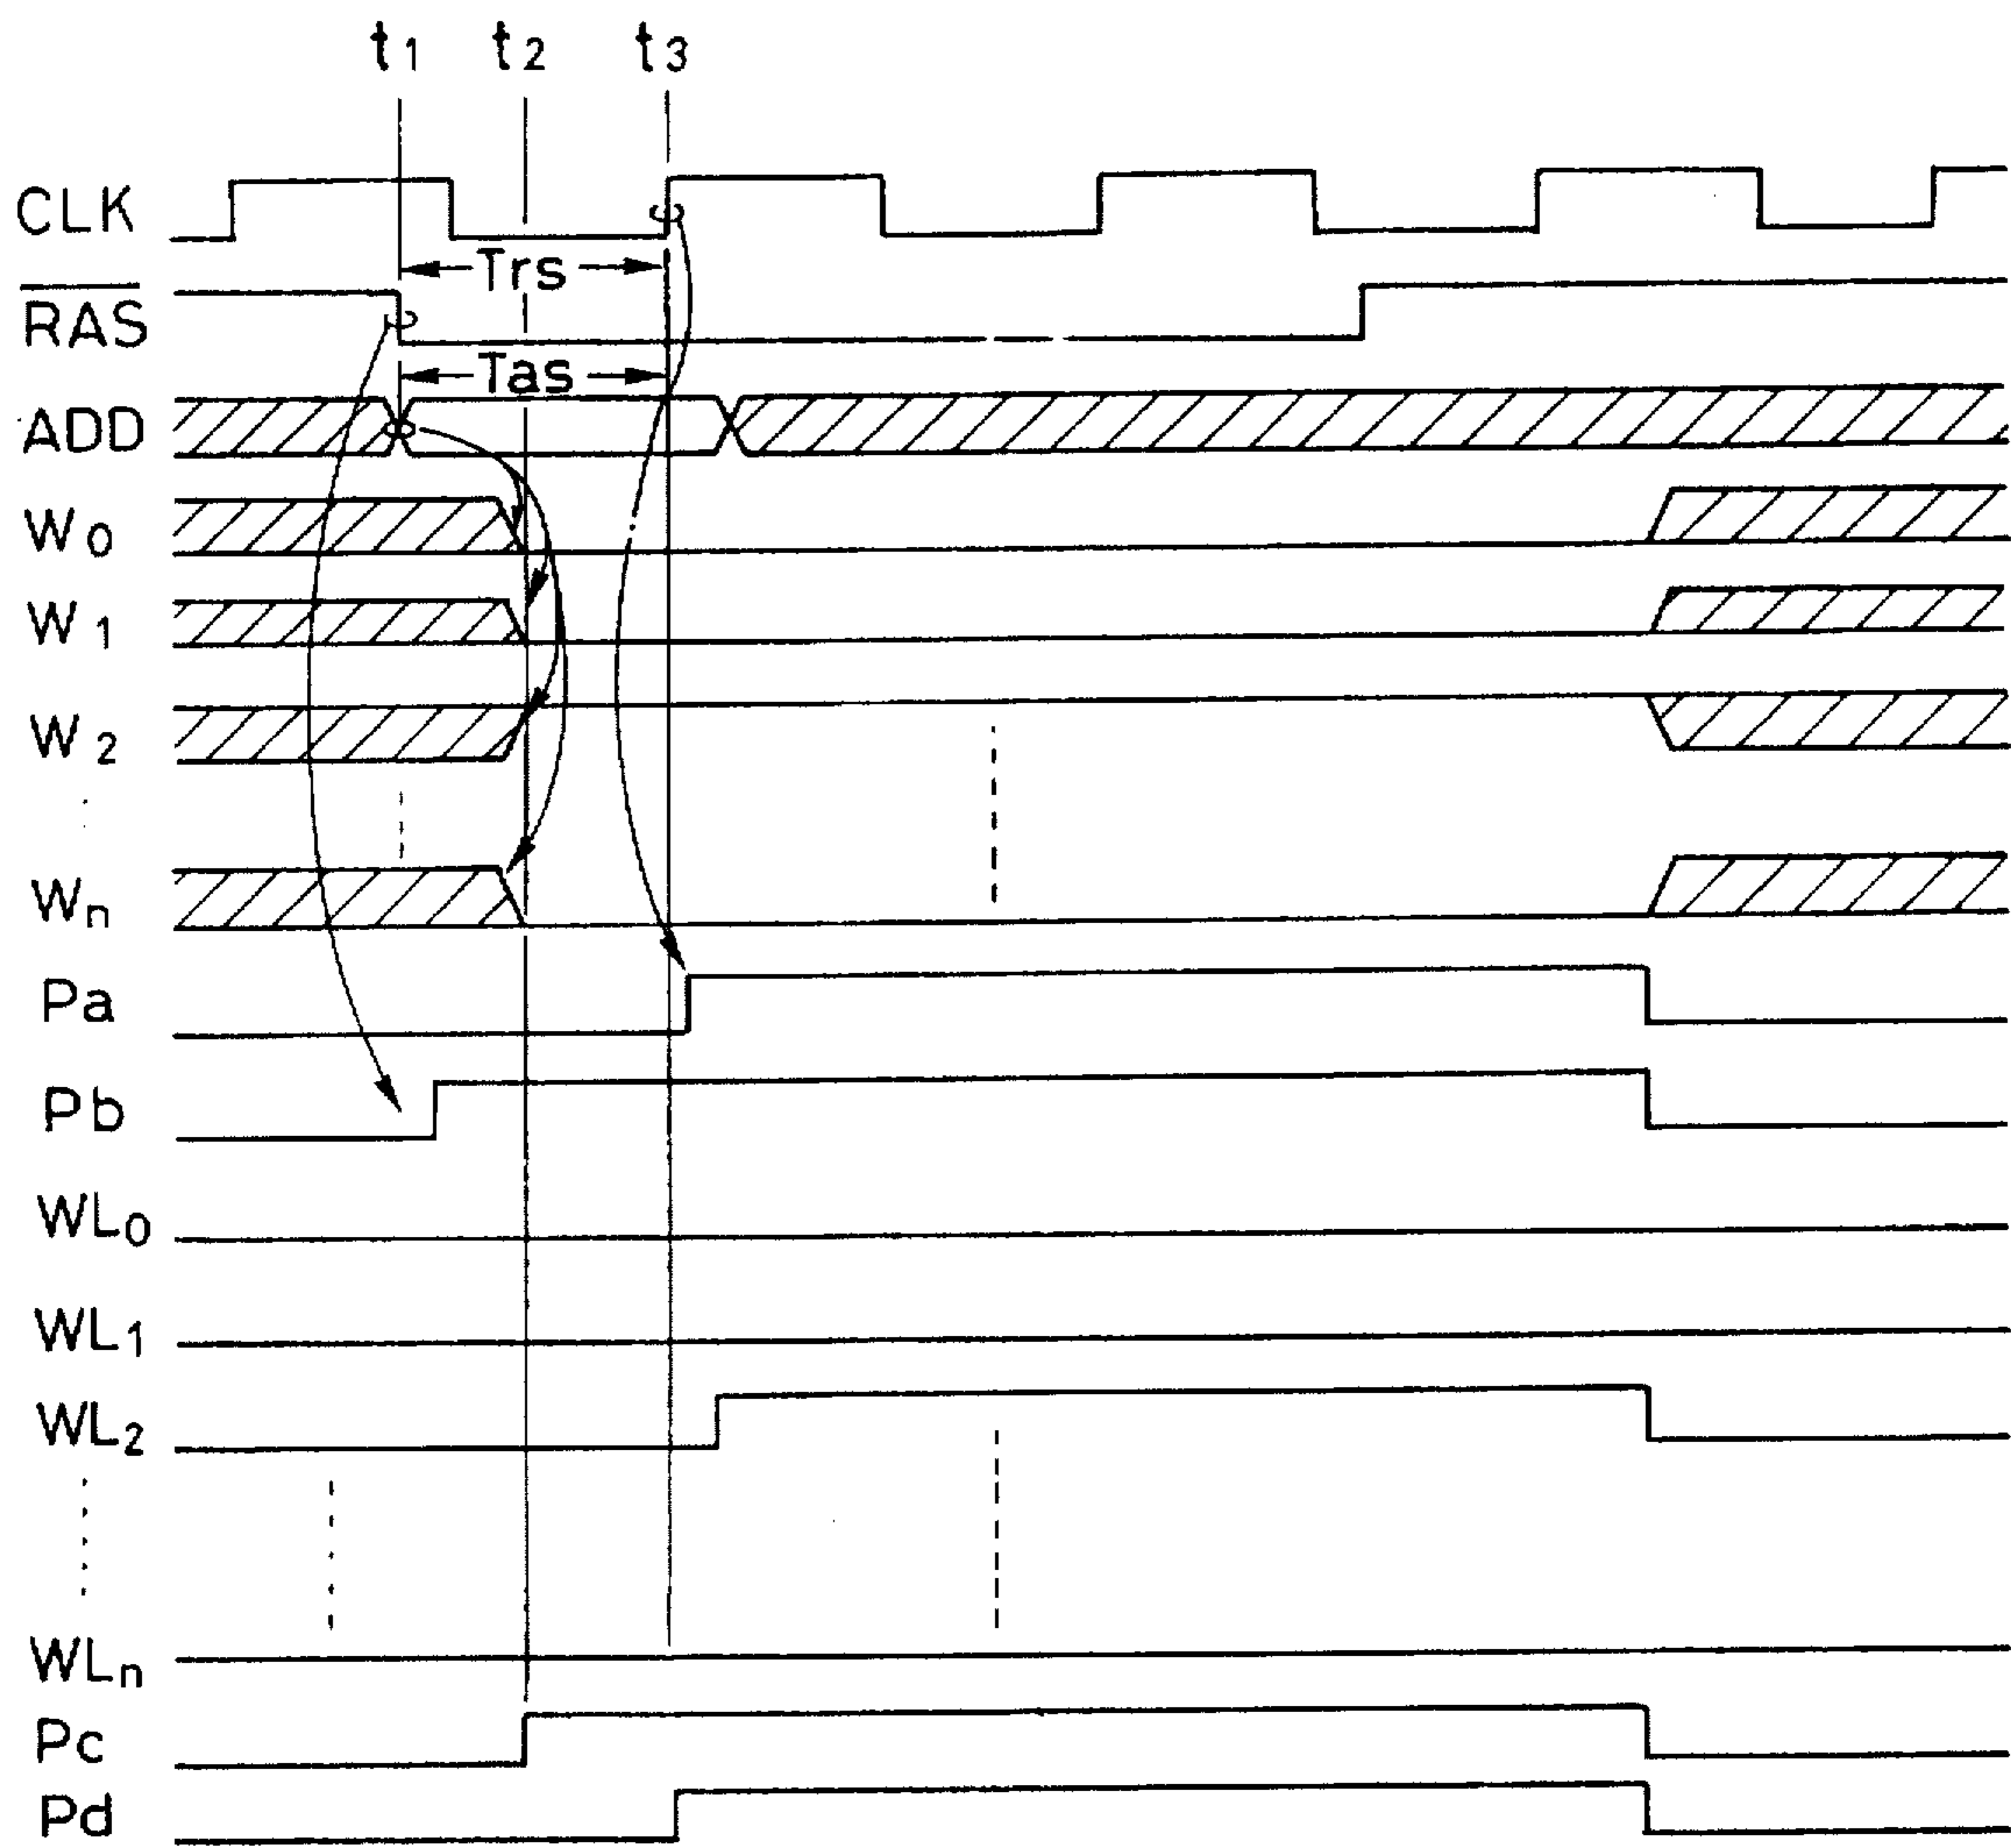 t1 t2 t3
CLK
Trs
RAS
Tas
ADD
W0
W1
W2
Wn
Pa
Pb
WL0
WL1
WL2
WLn
Pc
Pd